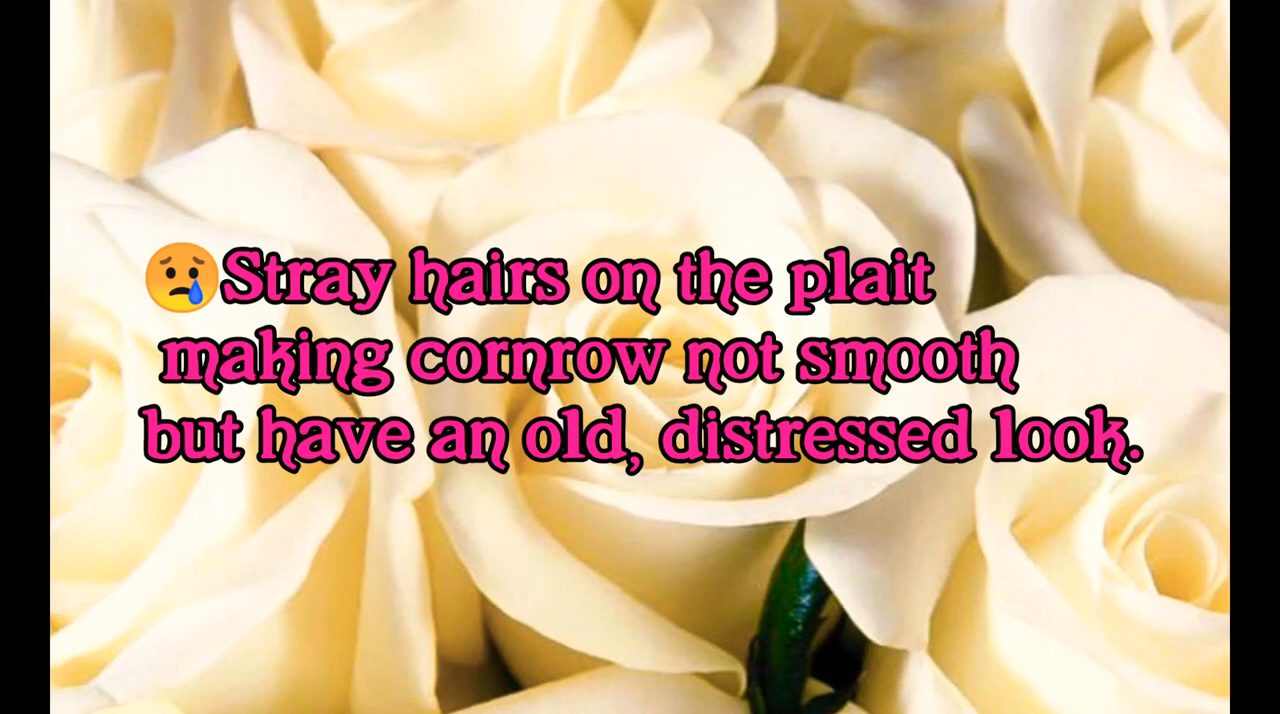 😢Stray hairs on the plait
making cornrow not smooth
but have an old, distressed look.